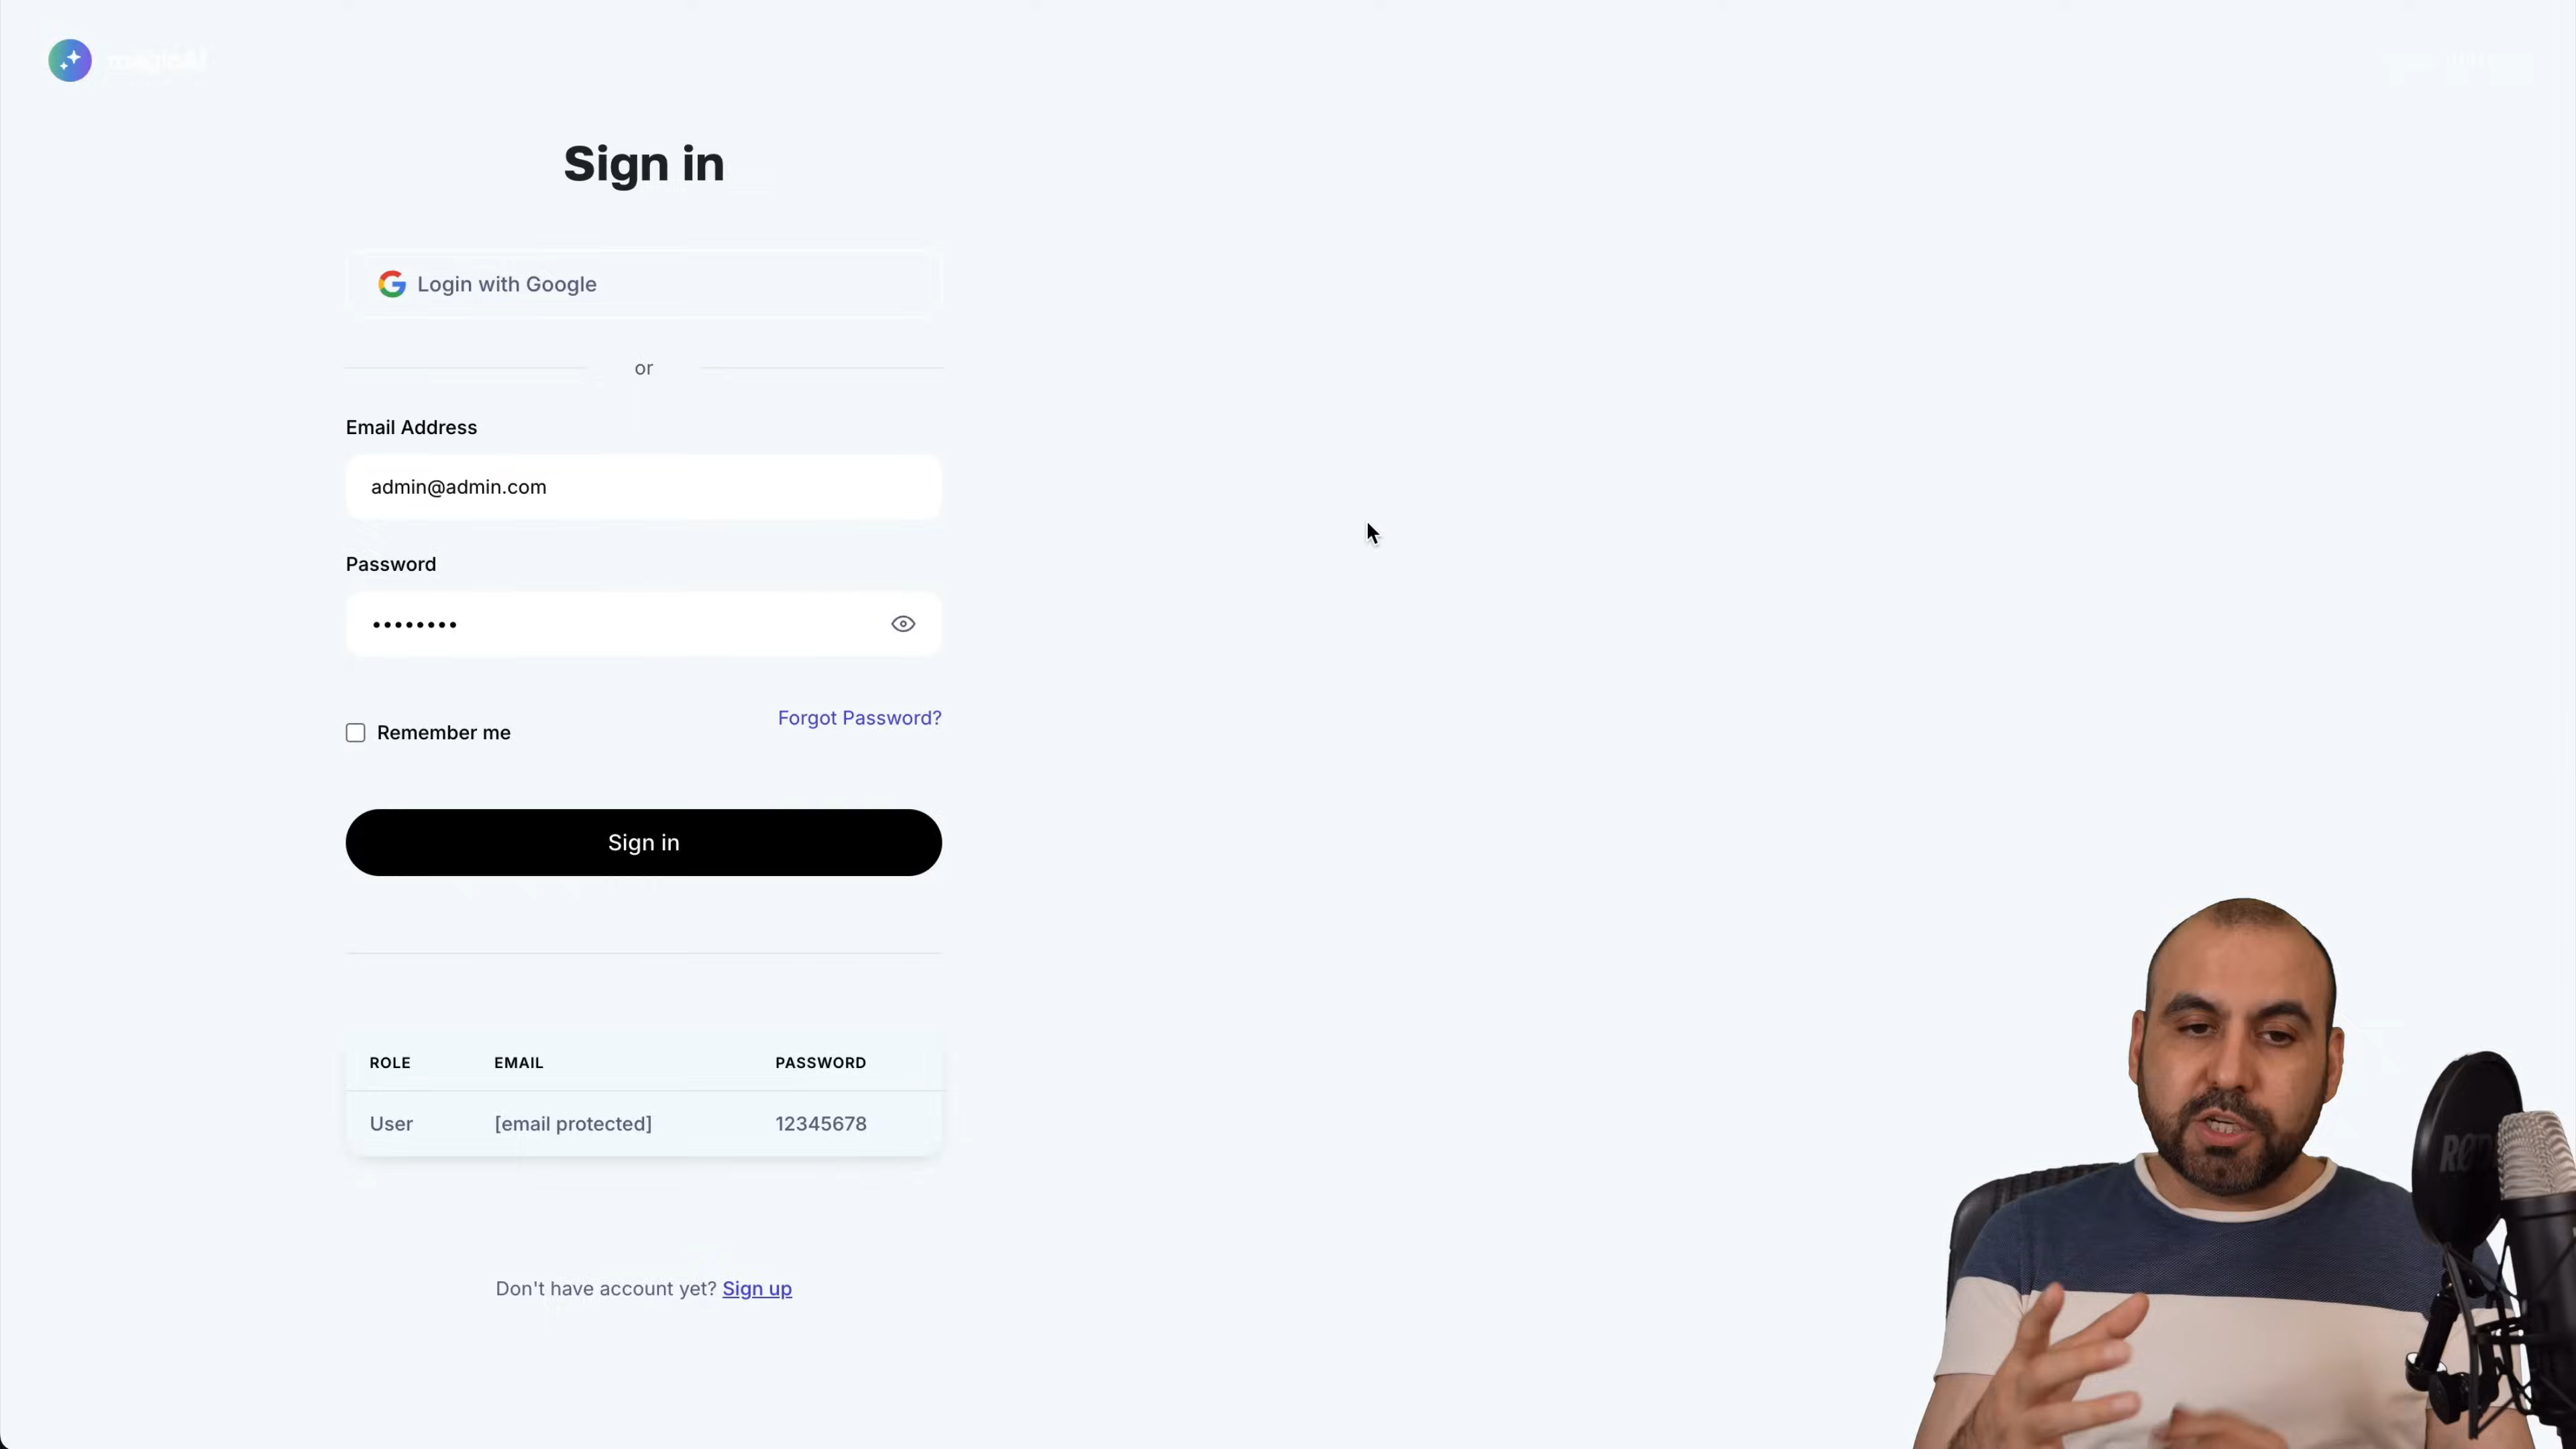 Sign in
Login with Google
or
Email Address
admin@admin.com
Password
••••••••
Remember me
Forgot Password?
Sign in
ROLE EMAIL PASSWORD
User [email protected] 12345678
Don't have account yet? Sign up